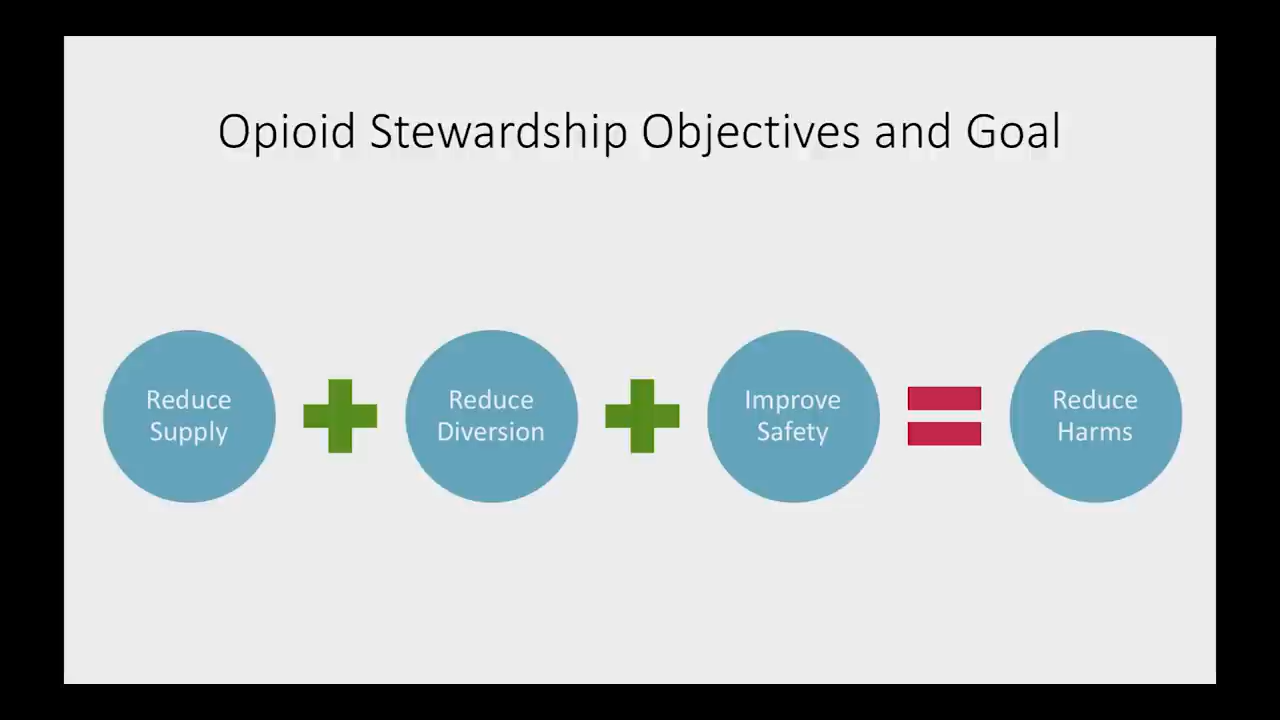 Opioid Stewardship Objectives and Goal
Reduce
Supply
Reduce
Diversion
Improve
Safety
Reduce
Harms